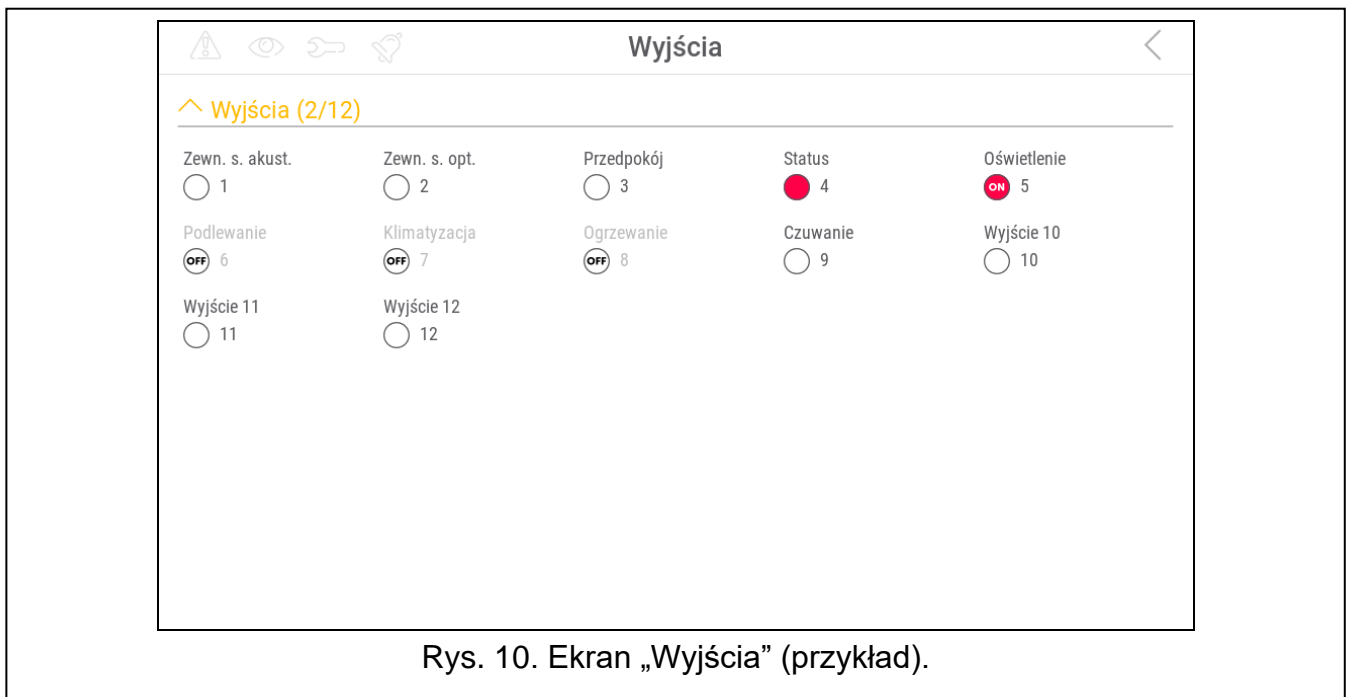 Wyjścia
Wyjścia (2/12)
Zewn. s. akust. Zewn. s. opt. Przedpokój Status Oświetlenie
1 2 3 4 ON 5
Podlewanie Klimatyzacja Ogrzewanie Czuwanie Wyjście 10
OFF 6 OFF 7 OFF 8 9 10
Wyjście 11 Wyjście 12
11 12
Rys. 10. Ekran „Wyjścia” (przykład).